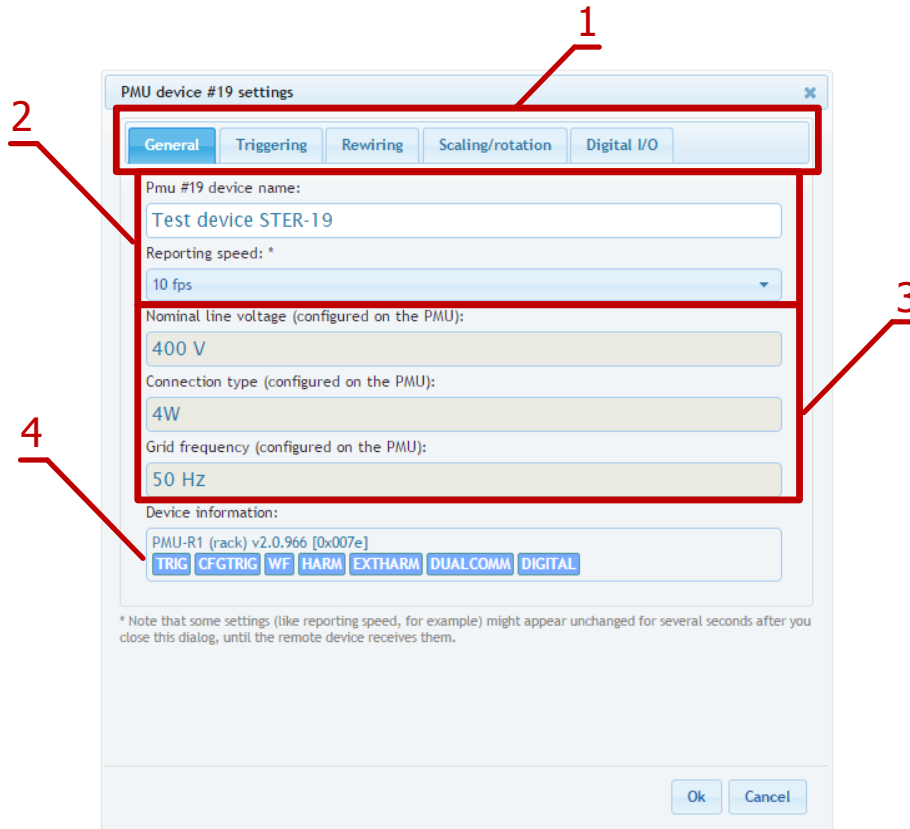 1
PMU device #19 settings
2
General Triggering Rewiring Scaling/rotation Digital I/O
Pmu #19 device name:
Test device STER-19
Reporting speed: *
10 fps
3
Nominal line voltage (configured on the PMU):
400 V
Connection type (configured on the PMU):
4W
4
Grid frequency (configured on the PMU):
50 Hz
Device information:
PMU-R1 (rack) v2.0.966 [0x007e]
TRIG CFGTRIG WF HARM EXTHARM DUALCOMM DIGITAL
* Note that some settings (like reporting speed, for example) might appear unchanged for several seconds after you
close this dialog, until the remote device receives them.
Ok Cancel